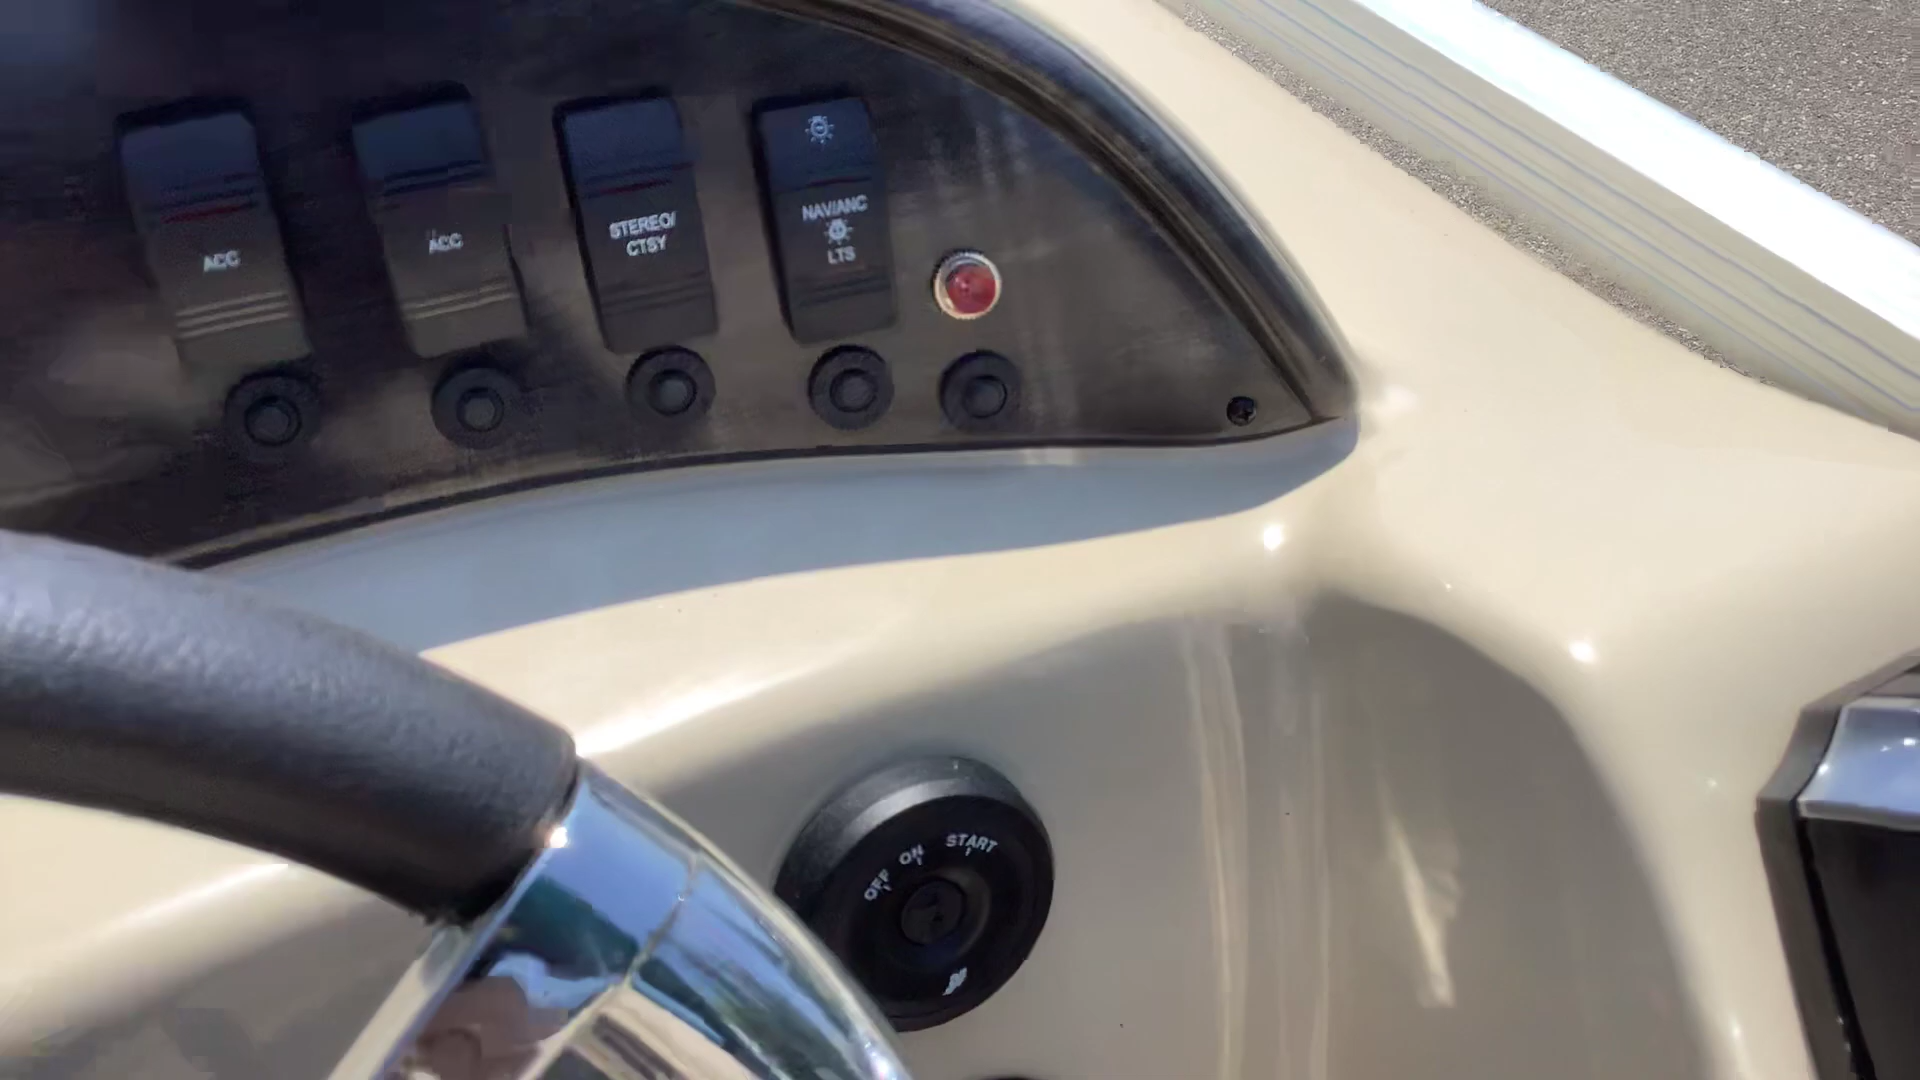 ACC
ACC
STEREO/
CTSY
NAV/ANC
LTS
OFF ON START